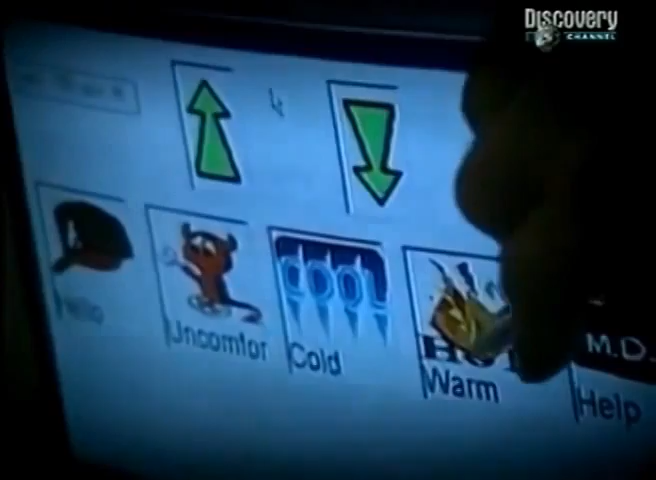 Discovery
CHANNEL
COOL
HOT
M.D.
Hello
Uncomfor
Cold
Warm
Help